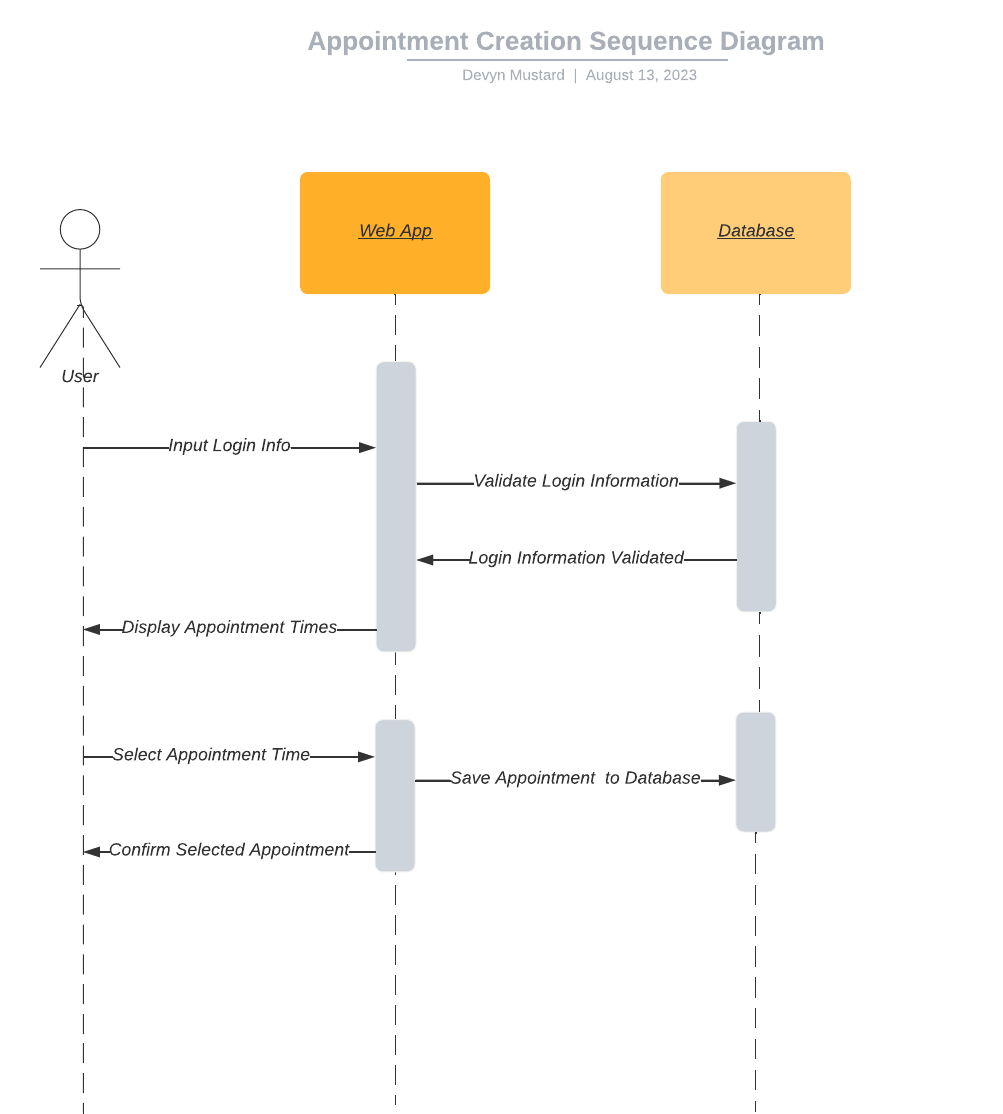 Appointment Creation Sequence Diagram
Devyn Mustard | August 13, 2023
Web App
Database
User
Input Login Info
Validate Login Information
Login Information Validated
Display Appointment Times
Select Appointment Time
Save Appointment  to Database
Confirm Selected Appointment